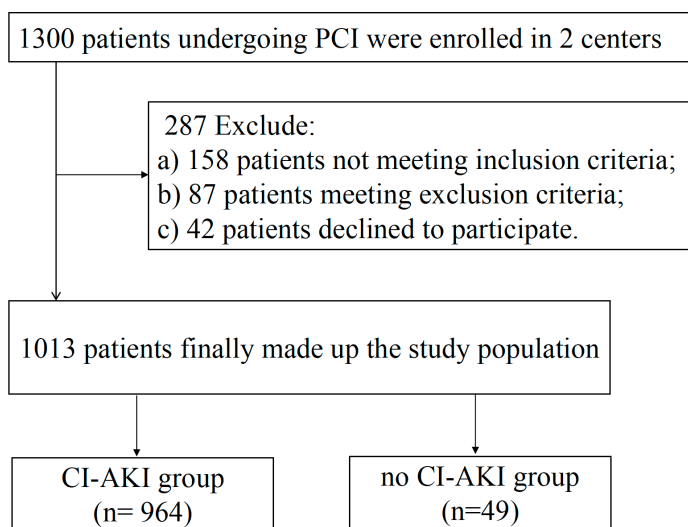 1300 patients undergoing PCI were enrolled in 2 centers
287 Exclude:
a) 158 patients not meeting inclusion criteria;
b) 87 patients meeting exclusion criteria;
c) 42 patients declined to participate.
1013 patients finally made up the study population
CI-AKI group
(n= 964)
no CI-AKI group
(n=49)